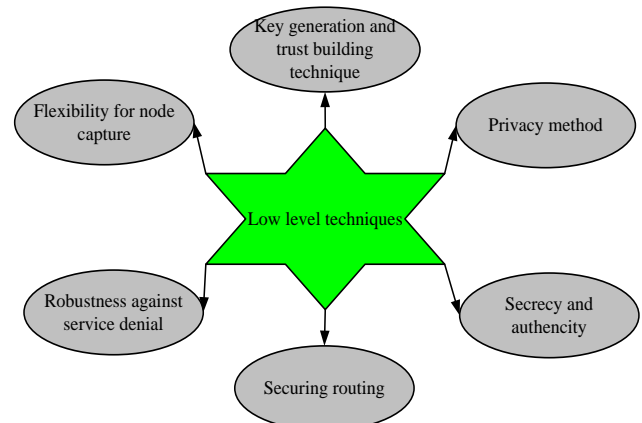 Key generation and
trust building
technique
Flexibility for node
capture
Privacy method
Low level techniques
Robustness against
service denial
Secrecy and
authencity
Securing routing